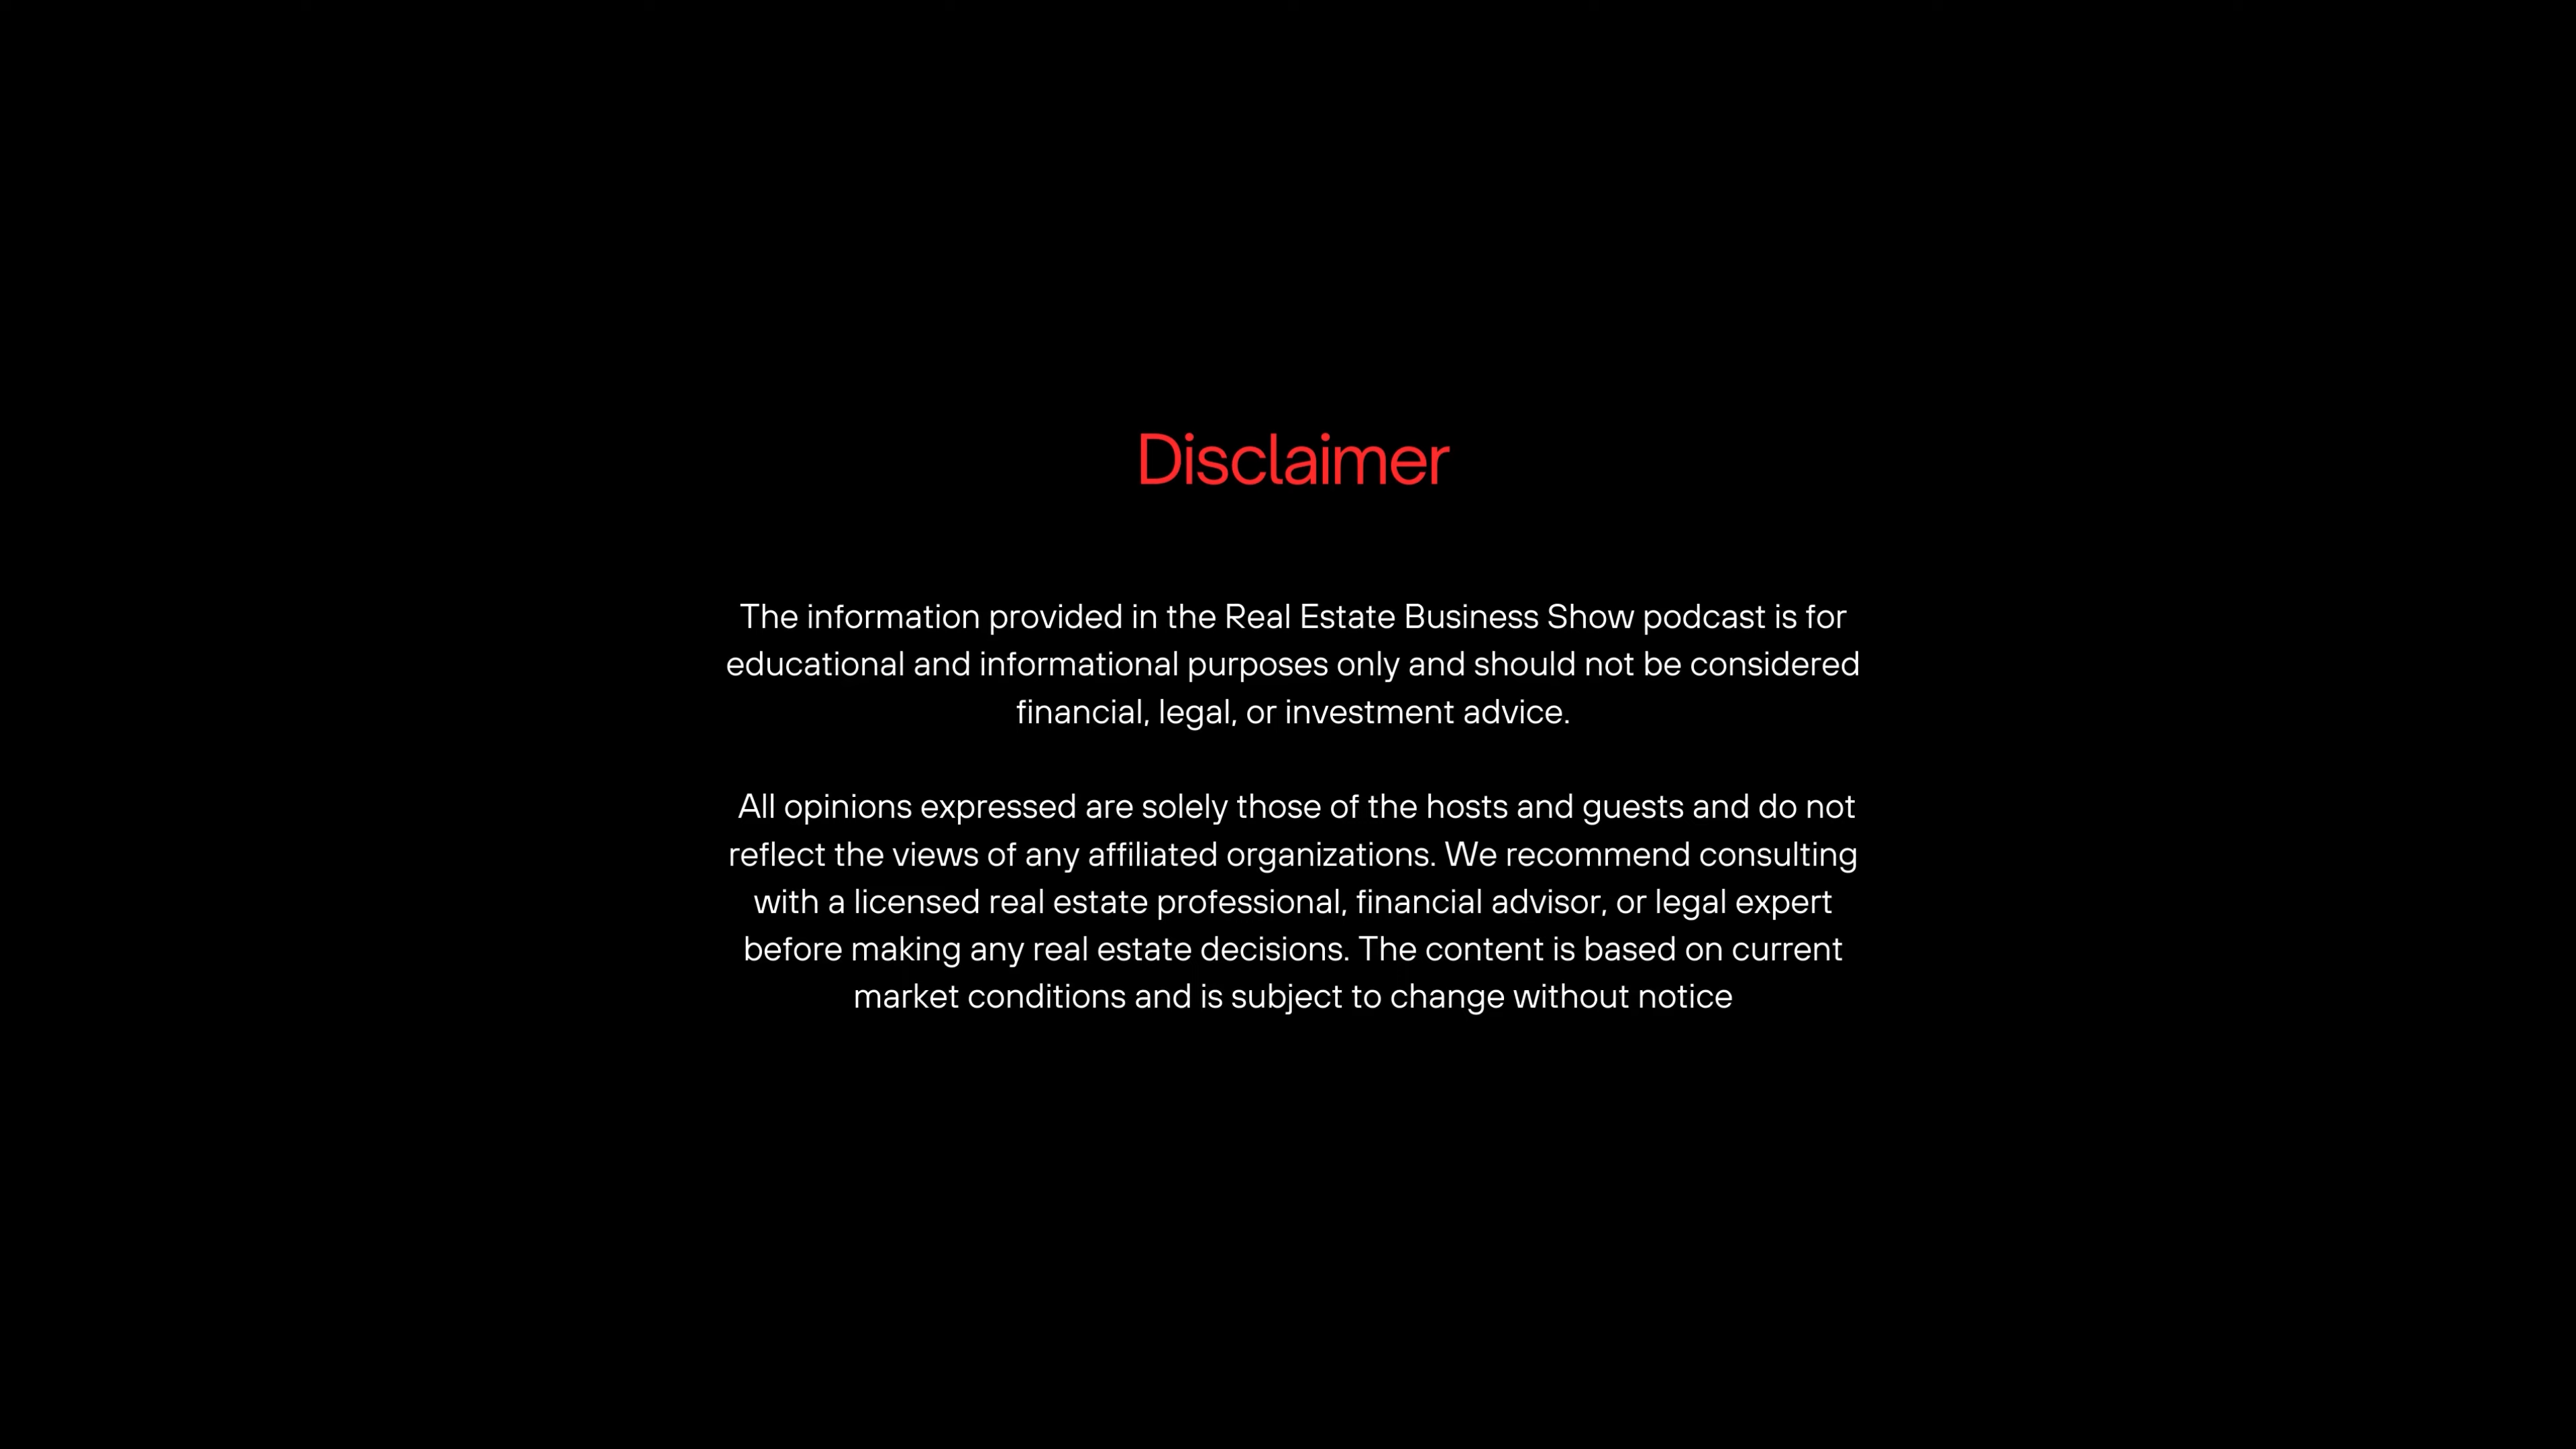 Disclaimer
The information provided in the Real Estate Business Show podcast is for
educational and informational purposes only and should not be considered
financial, legal, or investment advice.
All opinions expressed are solely those of the hosts and guests and do not
reflect the views of any affiliated organizations. We recommend consulting
with a licensed real estate professional, financial advisor, or legal expert
before making any real estate decisions. The content is based on current
market conditions and is subject to change without notice